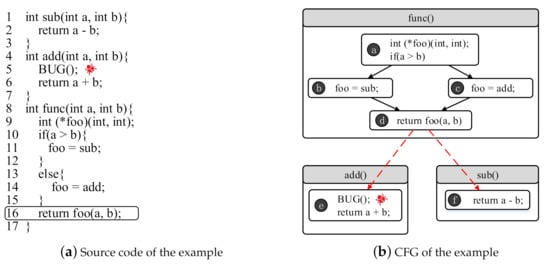 1 int sub(int a, int b){
2 return a - b;
3 }
4 int add(int a, int b){
5 BUG();
6 return a + b;
7 }
8 int func(int a, int b){
9 int (*foo)(int, int);
10 if(a > b){
11 foo = sub;
12 }
13 else{
14 foo = add;
15 }
16 return foo(a, b);
17 }
(a) Source code of the example
func()
a int (*foo)(int, int);
if(a > b)
b foo = sub;
c foo = add;
d return foo(a, b)
add()
sub()
e BUG();
return a + b;
f return a - b;
(b) CFG of the example